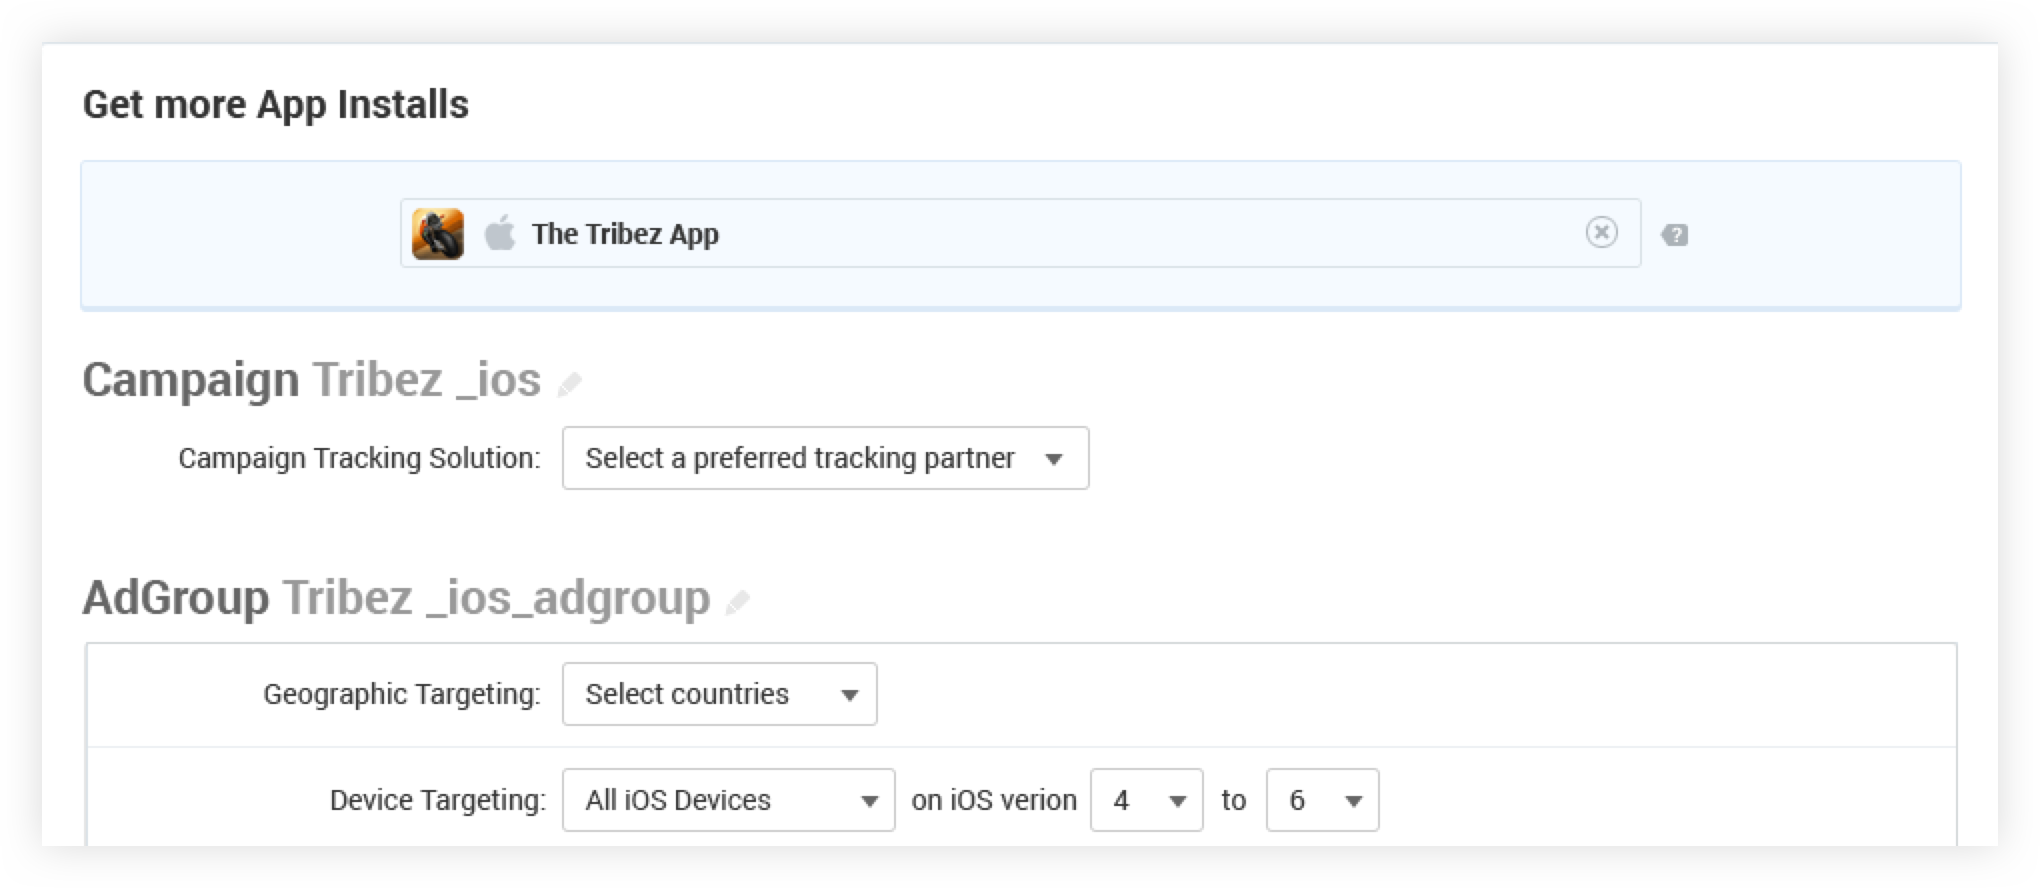 Get more App Installs
The Tribez App
?
Campaign Tribez _ios
Campaign Tracking Solution: Select a preferred tracking partner
AdGroup Tribez _ios_adgroup
Geographic Targeting: Select countries
Device Targeting: All iOS Devices on iOS verion 4 to 6